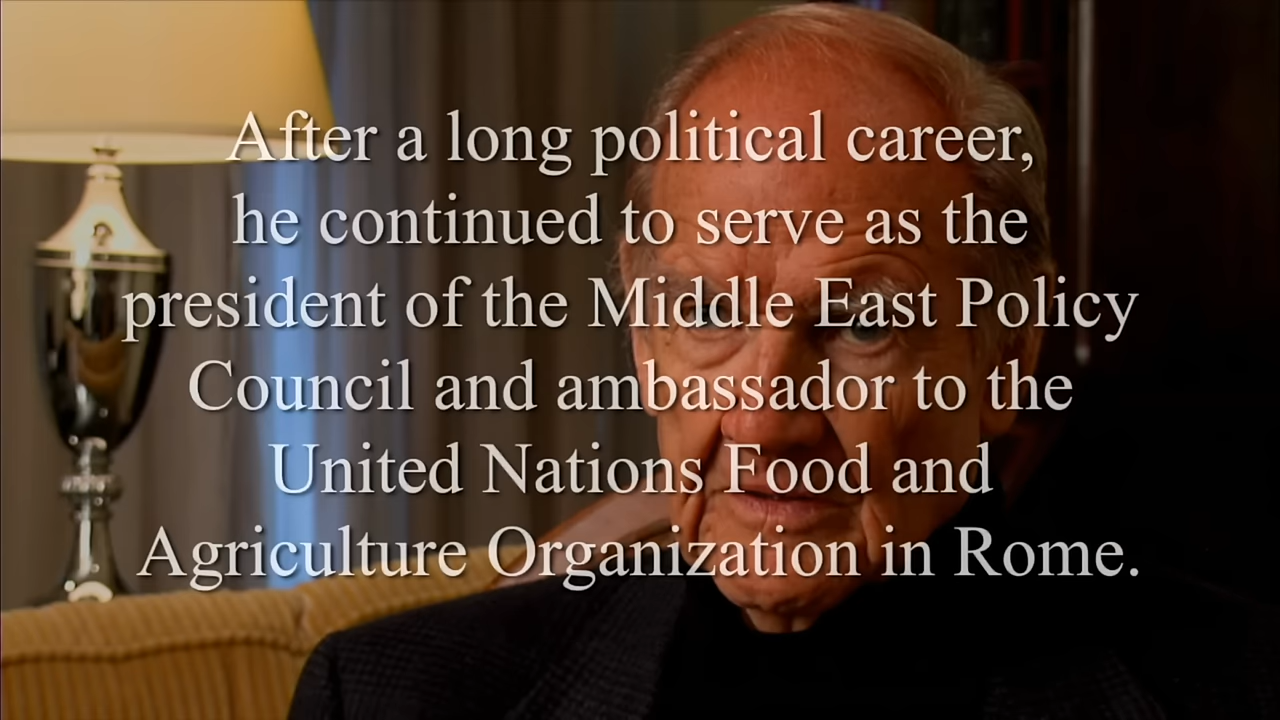 After a long political career,
he continued to serve as the
president of the Middle East Policy
Council and ambassador to the
United Nations Food and
Agriculture Organization in Rome.